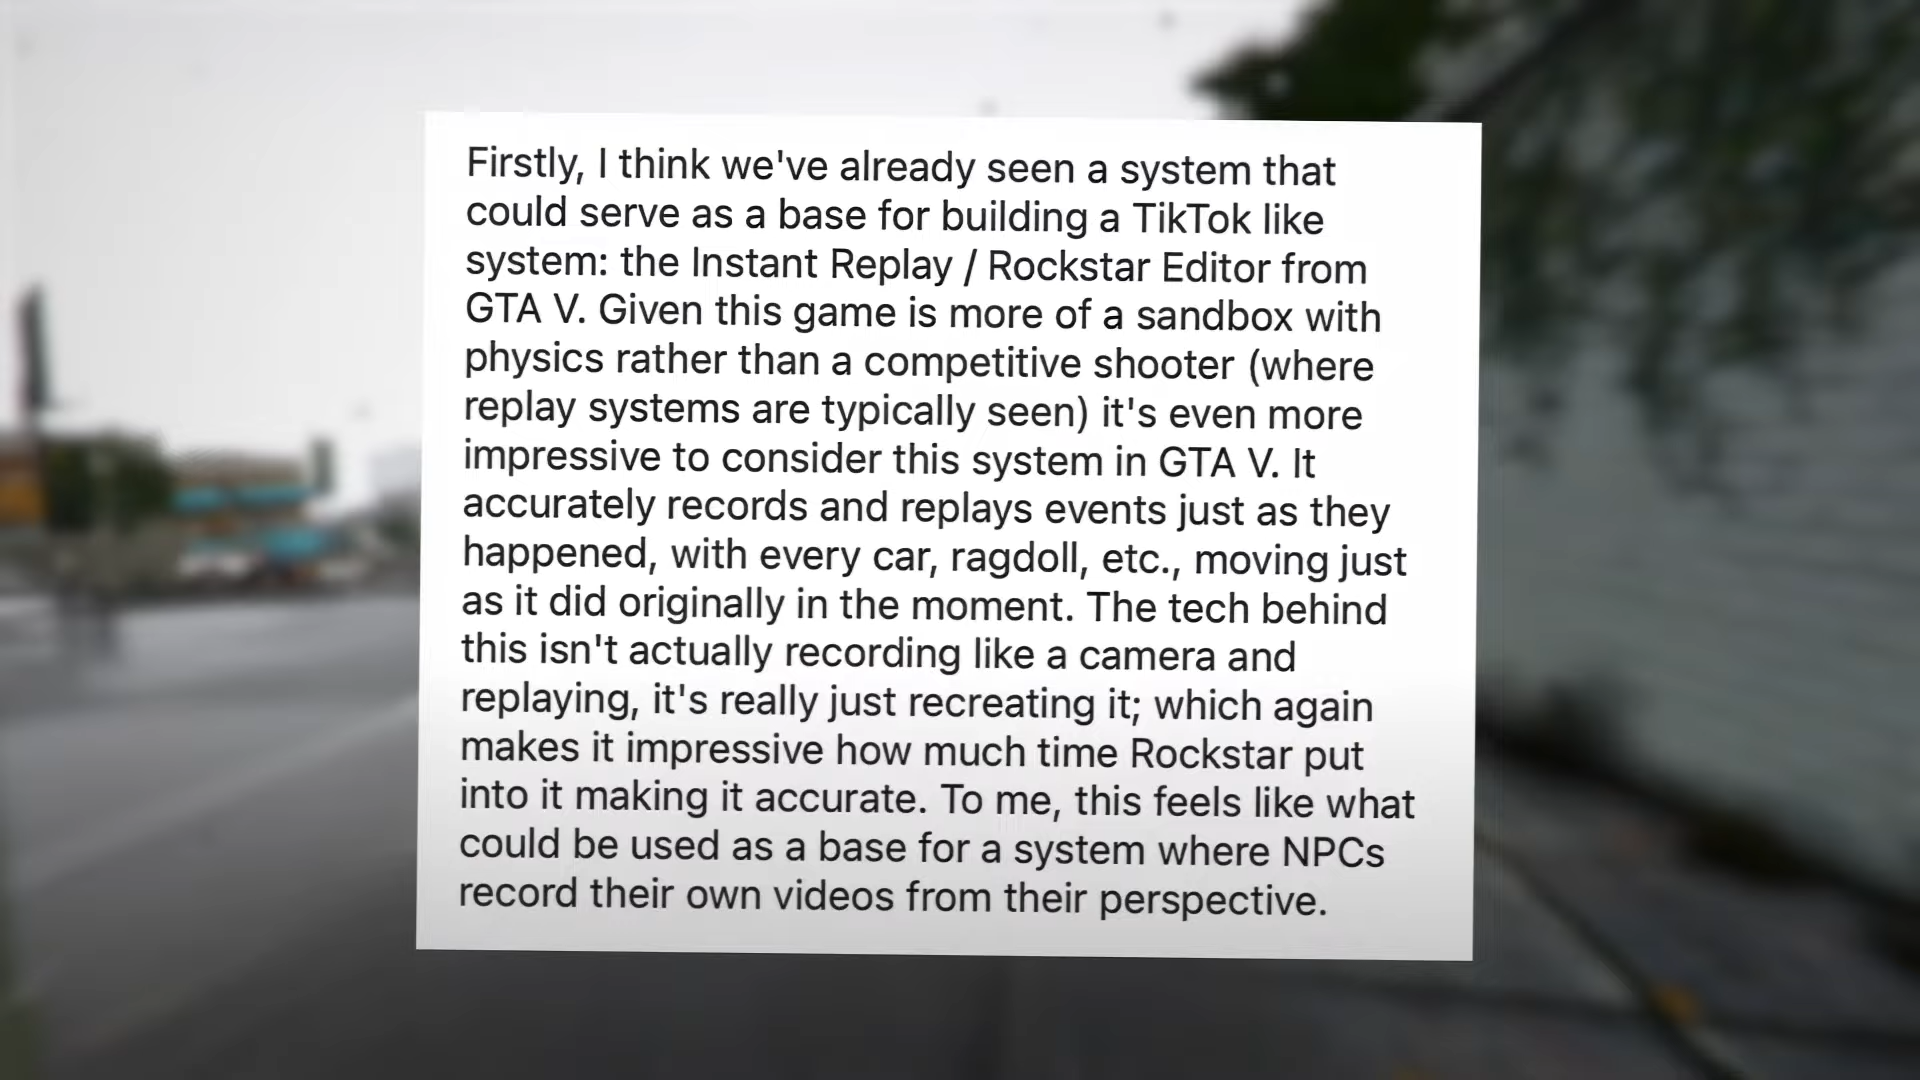 Firstly, I think we've already seen a system that
could serve as a base for building a TikTok like
system: the Instant Replay / Rockstar Editor from
GTA V. Given this game is more of a sandbox with
physics rather than a competitive shooter (where
replay systems are typically seen) it's even more
impressive to consider this system in GTA V. It
accurately records and replays events just as they
happened, with every car, ragdoll, etc., moving just
as it did originally in the moment. The tech behind
this isn't actually recording like a camera and
replaying, it's really just recreating it; which again
makes it impressive how much time Rockstar put
into it making it accurate. To me, this feels like what
could be used as a base for a system where NPCs
record their own videos from their perspective.